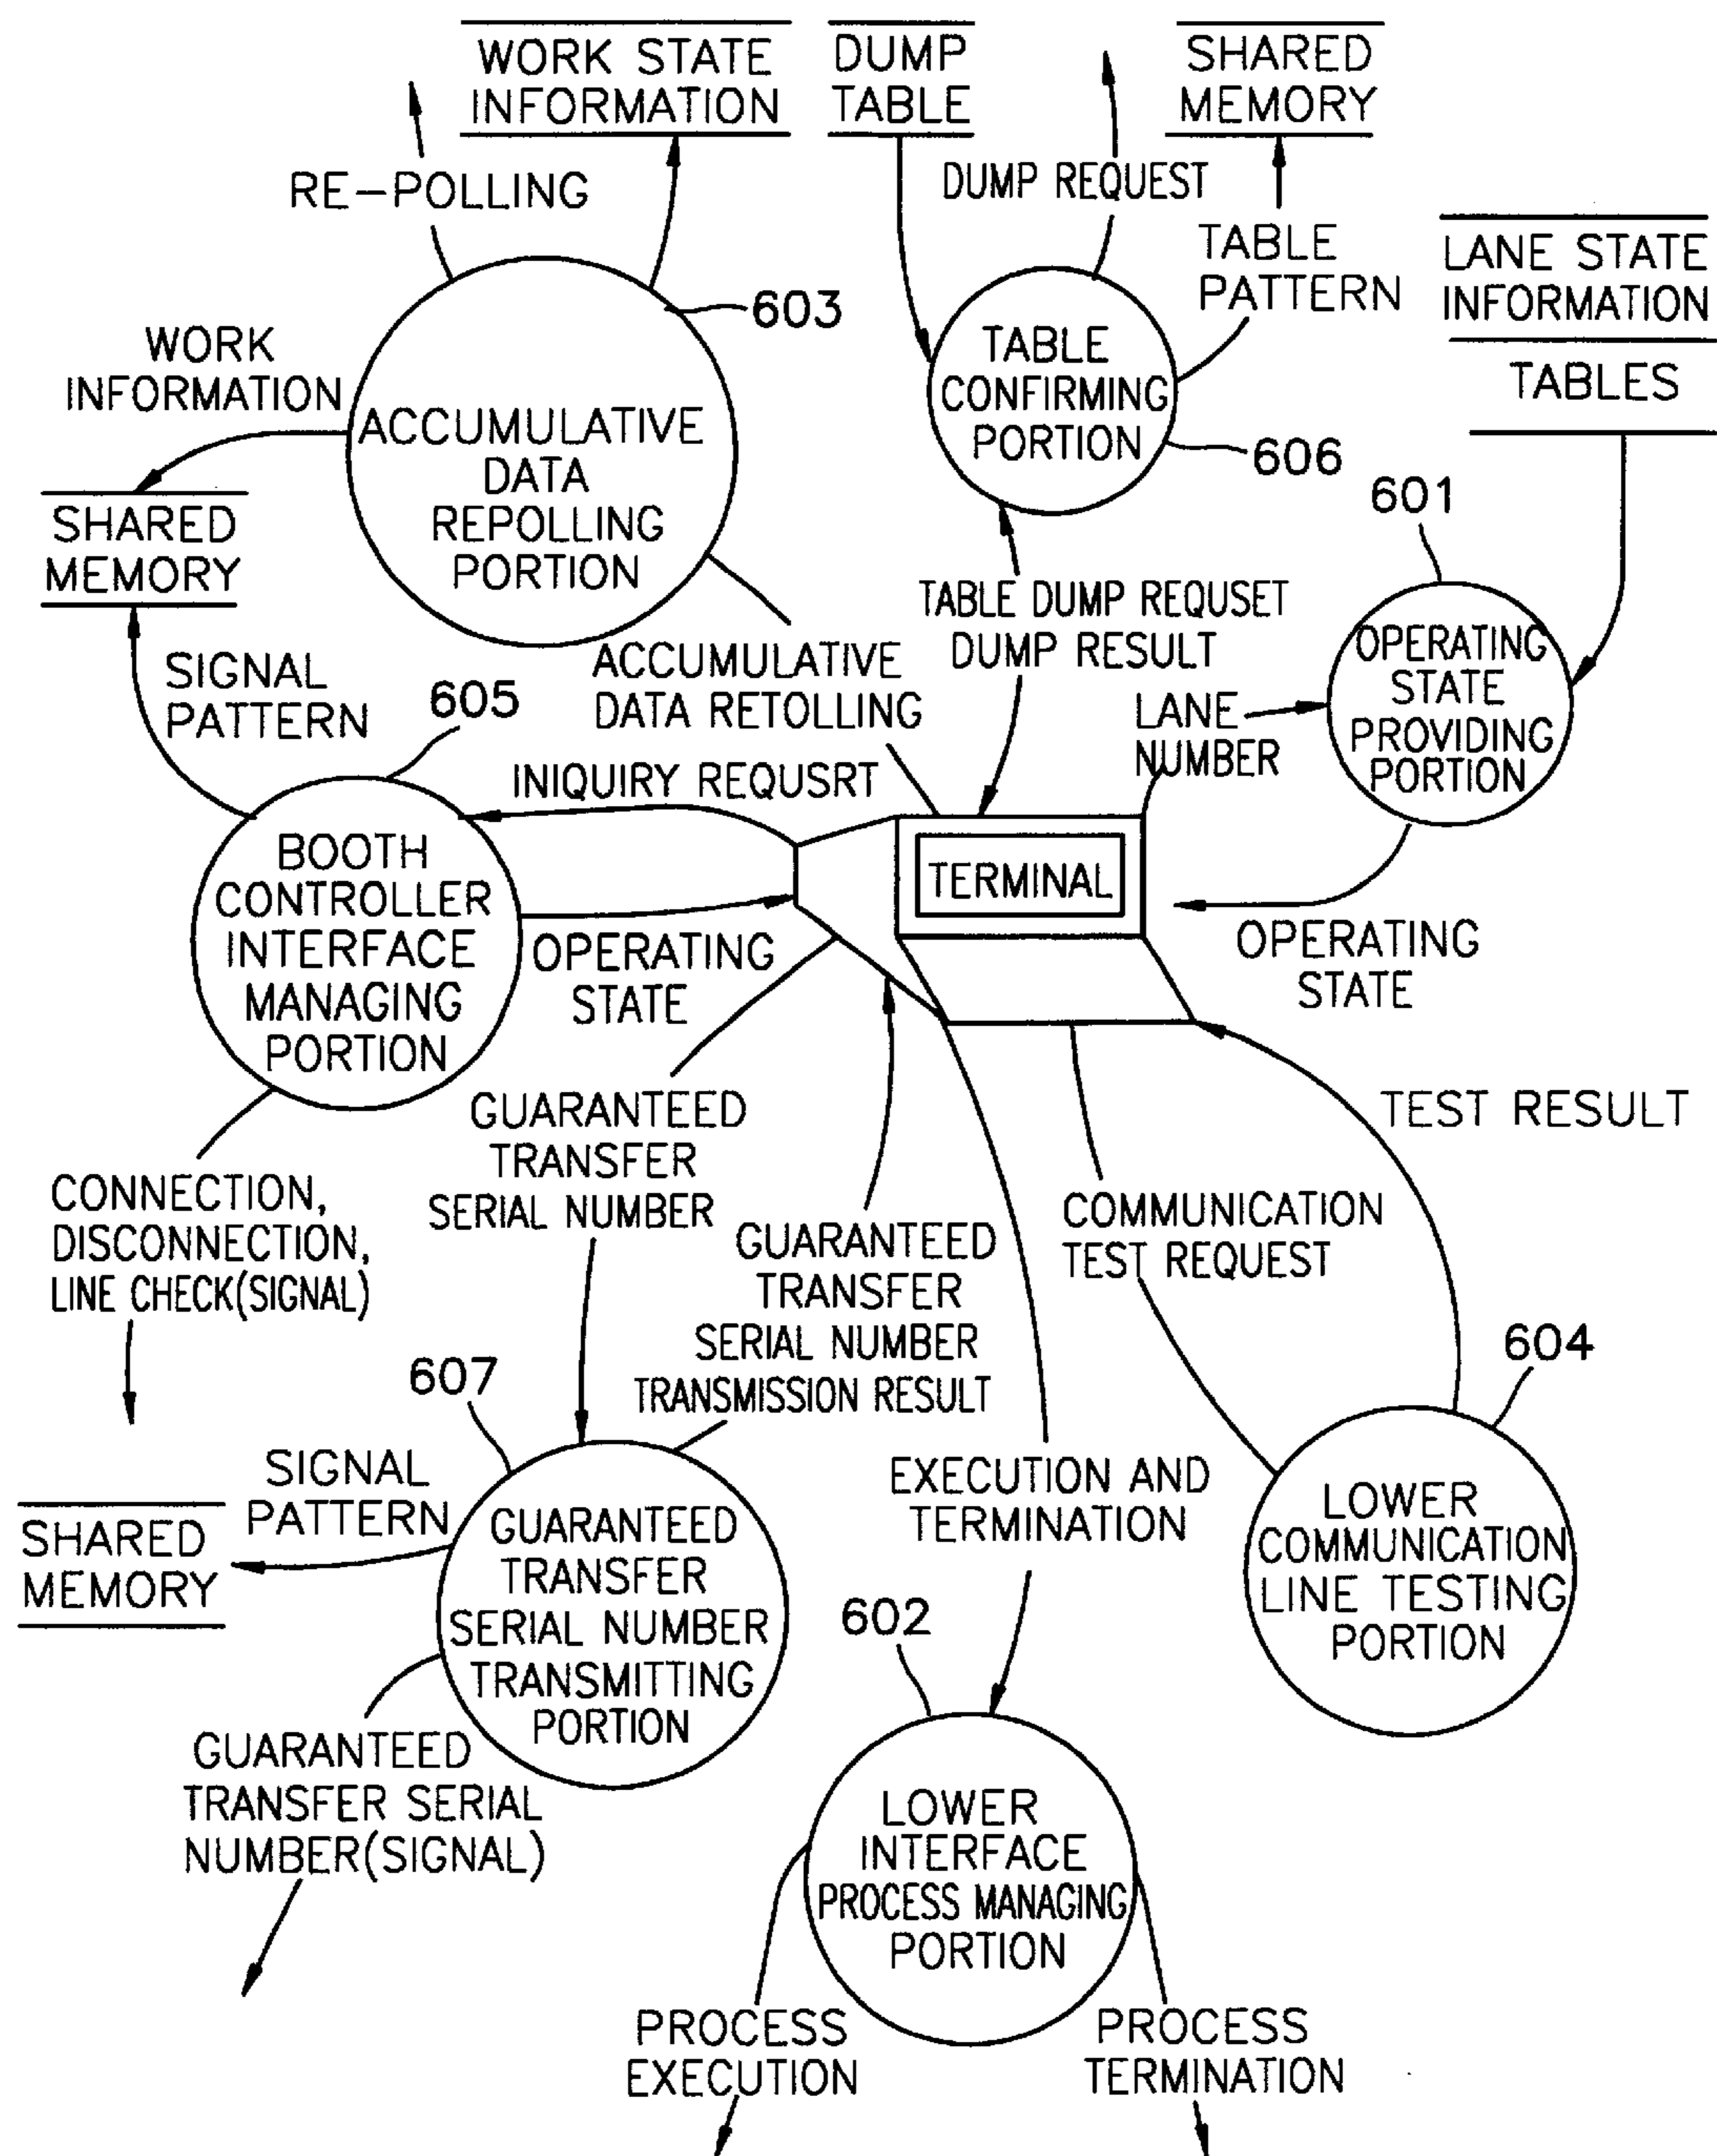 WORK STATE
INFORMATION
DUMP
TABLE
SHARED
MEMORY
RE-POLLING
DUMP REQUEST
TABLE
PATTERN
LANE STATE
INFORMATION
TABLES
603
WORK
INFORMATION
ACCUMULATIVE
DATA
REPOLLING
PORTION
TABLE
CONFIRMING
PORTION
606
601
SHARED
MEMORY
TABLE DUMP REQUSET
DUMP RESULT
OPERATING
STATE
PROVIDING
PORTION
SIGNAL
PATTERN
605
ACCUMULATIVE
DATA RETOLLING
LANE
NUMBER
INIQUIRY REQUSRT
BOOTH
CONTROLLER
INTERFACE
MANAGING
PORTION
TERMINAL
OPERATING
STATE
OPERATING
STATE
GUARANTEED
TRANSFER
SERIAL NUMBER
TEST RESULT
CONNECTION,
DISCONNECTION,
LINE CHECK(SIGNAL)
GUARANTEED
TRANSFER
SERIAL NUMBER
TRANSMISSION RESULT
COMMUNICATION
TEST REQUEST
607
604
SIGNAL
PATTERN
SHARED
MEMORY
GUARANTEED
TRANSFER
SERIAL NUMBER
TRANSMITTING
PORTION
EXECUTION AND
TERMINATION
LOWER
COMMUNICATION
LINE TESTING
PORTION
602
GUARANTEED
TRANSFER SERIAL
NUMBER(SIGNAL)
LOWER
INTERFACE
PROCESS MANAGING
PORTION
PROCESS
EXECUTION
PROCESS
TERMINATION